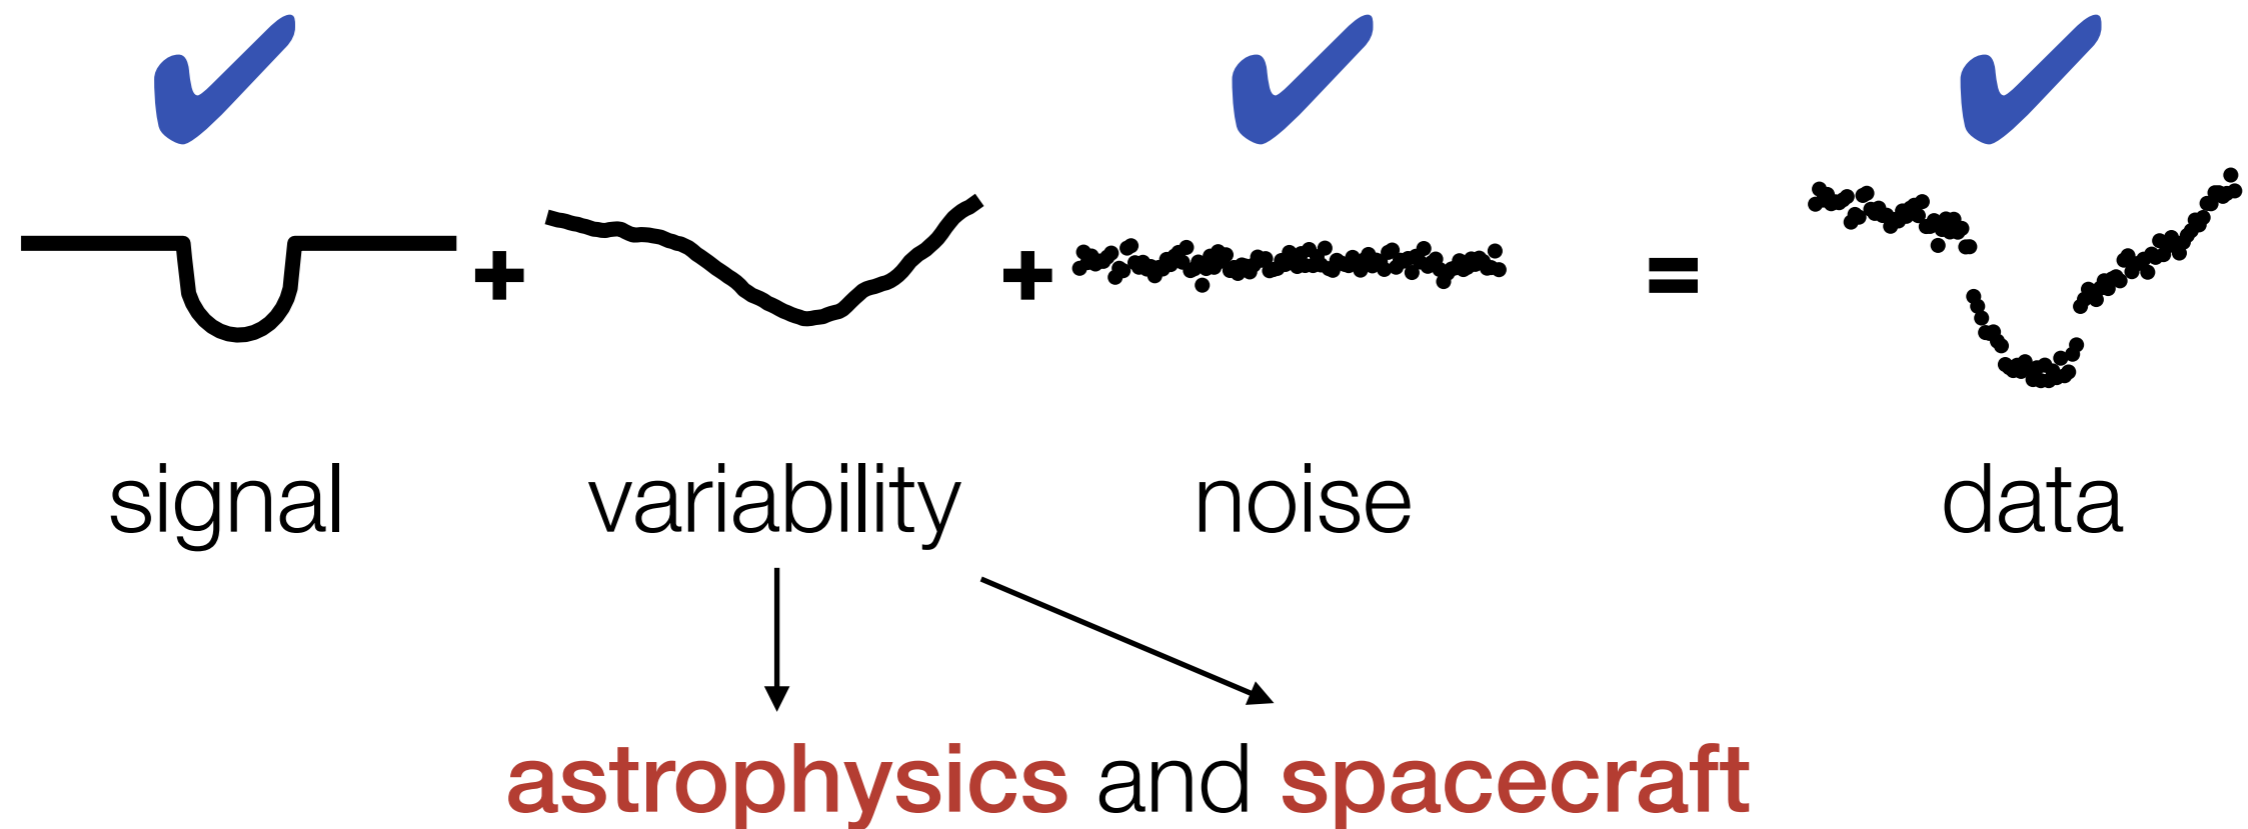 + + =
signal variability noise data
astrophysics and spacecraft